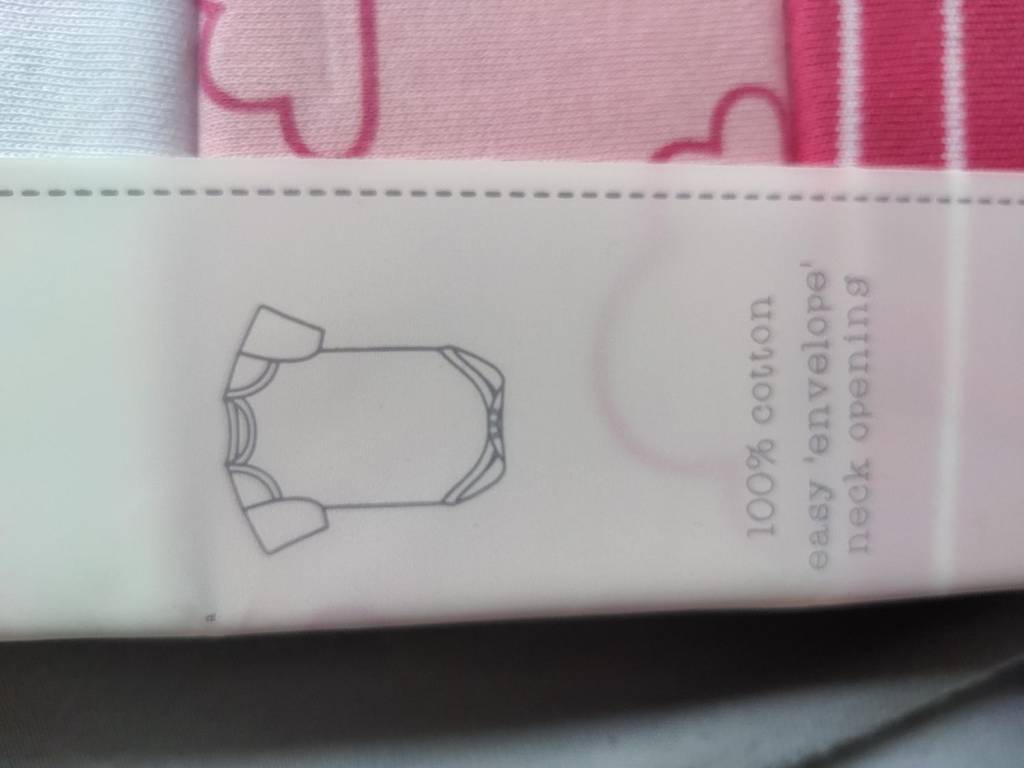 100% cotton
easy 'envelope'
neck opening